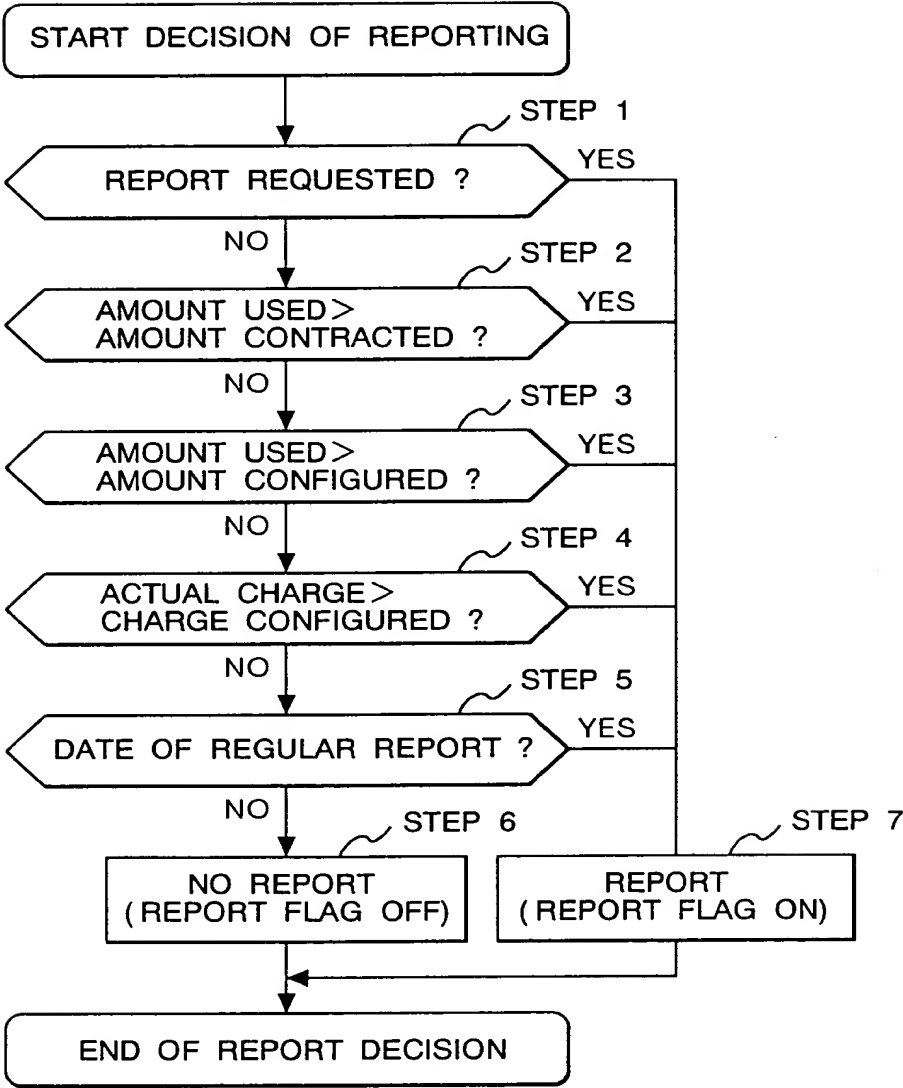 START DECISION OF REPORTING
STEP 1
REPORT REQUESTED ?
YES
NO
STEP 2
AMOUNT USED>
AMOUNT CONTRACTED ?
YES
NO
STEP 3
AMOUNT USED>
AMOUNT CONFIGURED ?
YES
NO
STEP 4
ACTUAL CHARGE>
CHARGE CONFIGURED ?
YES
NO
STEP 5
DATE OF REGULAR REPORT ?
YES
NO
STEP 6
NO REPORT
(REPORT FLAG OFF)
STEP 7
REPORT
(REPORT FLAG ON)
END OF REPORT DECISION